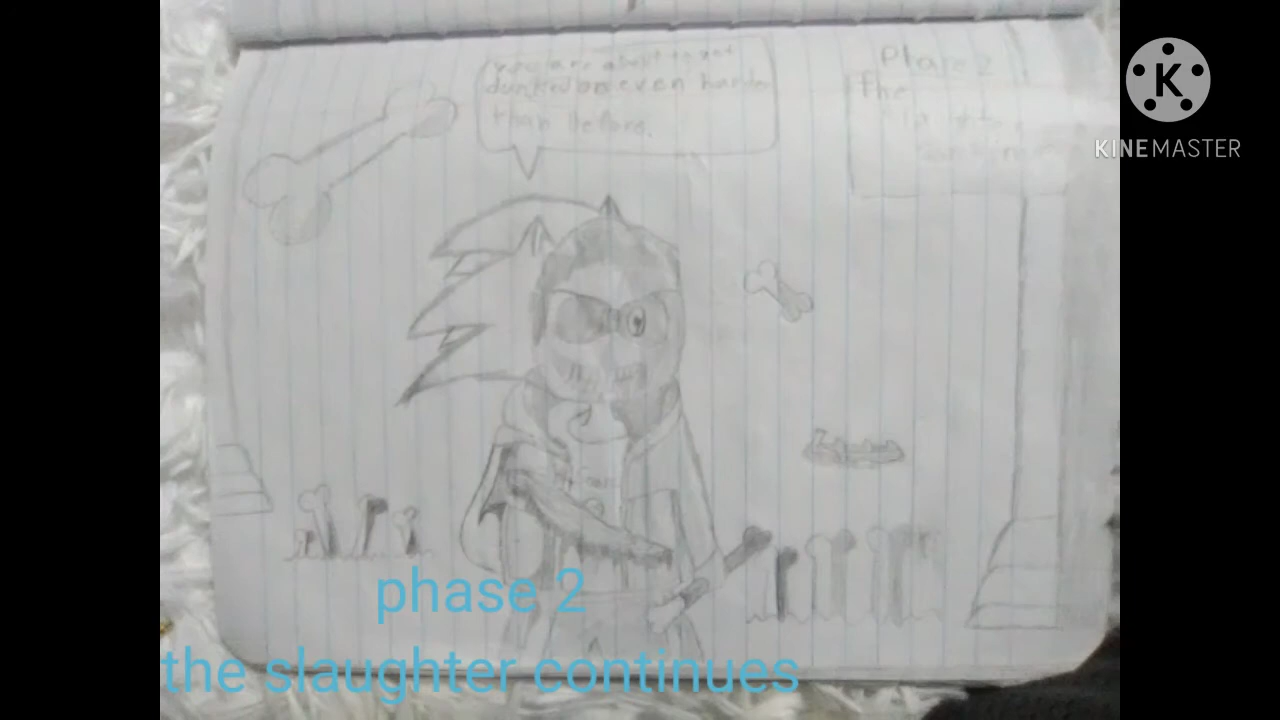 you are about to get
dunked on even harder
than before.
Phase 2
the
KINEMASTER
phase 2
the slaughter continues